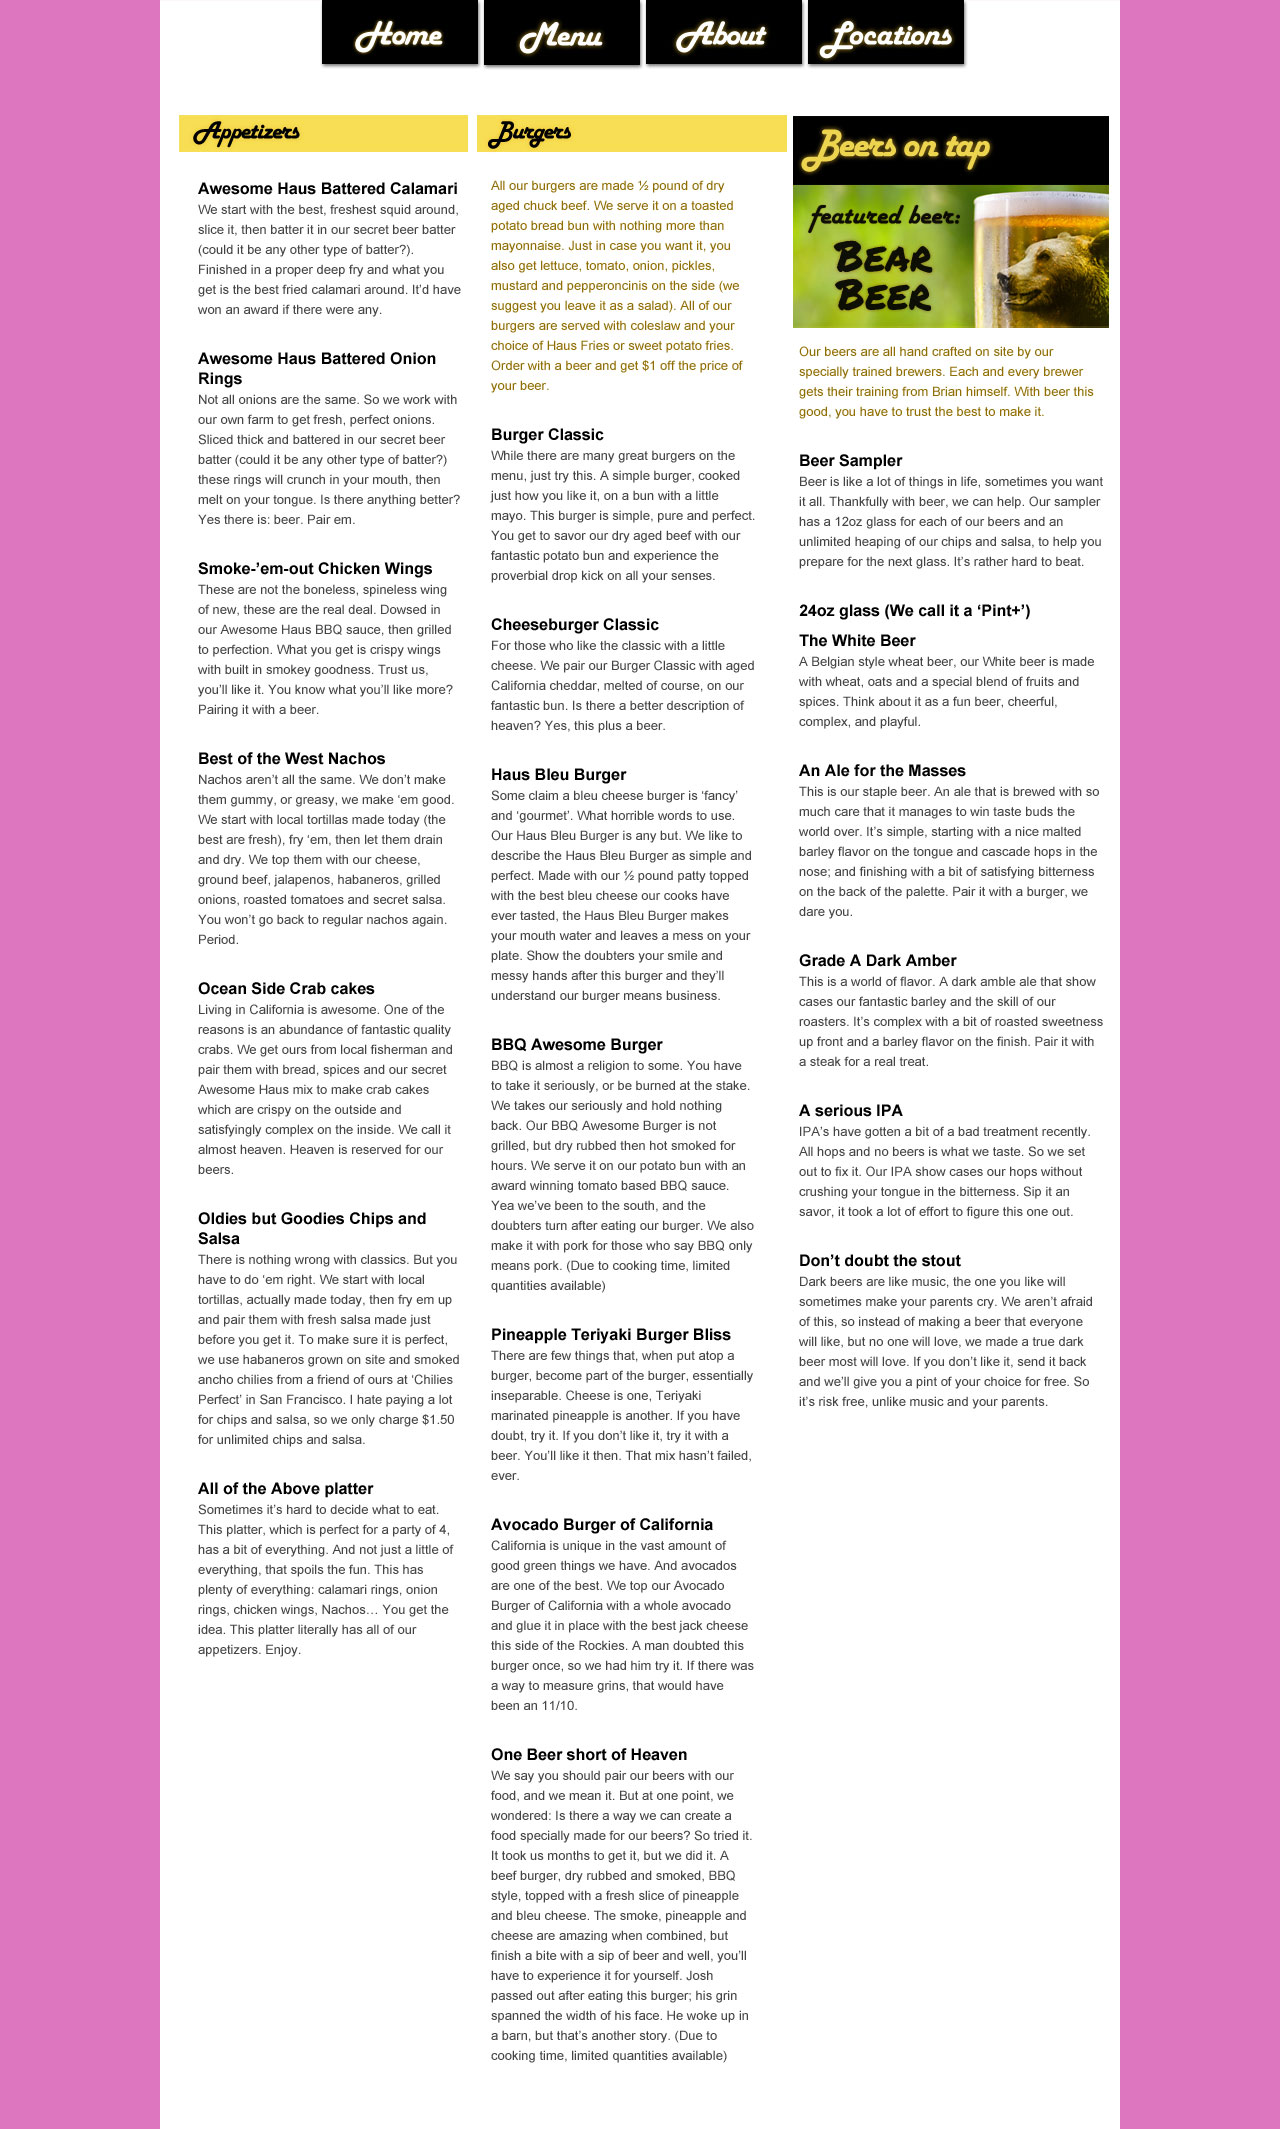 Home
Menu
About
Locations
Appetizers
Awesome Haus Battered Calamari
We start with the best, freshest squid around,
slice it, then batter it in our secret beer batter
(could it be any other type of batter?).
Finished in a proper deep fry and what you
get is the best fried calamari around. It’d have
won an award if there were any.
Awesome Haus Battered Onion
Rings
Not all onions are the same. So we work with
our own farm to get fresh, perfect onions.
Sliced thick and battered in our secret beer
batter (could it be any other type of batter?)
these rings will crunch in your mouth, then
melt on your tongue. Is there anything better?
Yes there is: beer. Pair em.
Smoke-’em-out Chicken Wings
These are not the boneless, spineless wing
of new, these are the real deal. Dowsed in
our Awesome Haus BBQ sauce, then grilled
to perfection. What you get is crispy wings
with built in smokey goodness. Trust us,
you’ll like it. You know what you’ll like more?
Pairing it with a beer.
Best of the West Nachos
Nachos aren’t all the same. We don’t make
them gummy, or greasy, we make ‘em good.
We start with local tortillas made today (the
best are fresh), fry ‘em, then let them drain
and dry. We top them with our cheese,
ground beef, jalapenos, habaneros, grilled
onions, roasted tomatoes and secret salsa.
You won’t go back to regular nachos again.
Period.
Ocean Side Crab cakes
Living in California is awesome. One of the
reasons is an abundance of fantastic quality
crabs. We get ours from local fisherman and
pair them with bread, spices and our secret
Awesome Haus mix to make crab cakes
which are crispy on the outside and
satisfyingly complex on the inside. We call it
almost heaven. Heaven is reserved for our
beers.
Oldies but Goodies Chips and
Salsa
There is nothing wrong with classics. But you
have to do ‘em right. We start with local
tortillas, actually made today, then fry em up
and pair them with fresh salsa made just
before you get it. To make sure it is perfect,
we use habaneros grown on site and smoked
ancho chilies from a friend of ours at ‘Chilies
Perfect’ in San Francisco. I hate paying a lot
for chips and salsa, so we only charge $1.50
for unlimited chips and salsa.
All of the Above platter
Sometimes it’s hard to decide what to eat.
This platter, which is perfect for a party of 4,
has a bit of everything. And not just a little of
everything, that spoils the fun. This has
plenty of everything: calamari rings, onion
rings, chicken wings, Nachos… You get the
idea. This platter literally has all of our
appetizers. Enjoy.
Burgers
All our burgers are made ½ pound of dry
aged chuck beef. We serve it on a toasted
potato bread bun with nothing more than
mayonnaise. Just in case you want it, you
also get lettuce, tomato, onion, pickles,
mustard and pepperoncinis on the side (we
suggest you leave it as a salad). All of our
burgers are served with coleslaw and your
choice of Haus Fries or sweet potato fries.
Order with a beer and get $1 off the price of
your beer.
Burger Classic
While there are many great burgers on the
menu, just try this. A simple burger, cooked
just how you like it, on a bun with a little
mayo. This burger is simple, pure and perfect.
You get to savor our dry aged beef with our
fantastic potato bun and experience the
proverbial drop kick on all your senses.
Cheeseburger Classic
For those who like the classic with a little
cheese. We pair our Burger Classic with aged
California cheddar, melted of course, on our
fantastic bun. Is there a better description of
heaven? Yes, this plus a beer.
Haus Bleu Burger
Some claim a bleu cheese burger is ‘fancy’
and ‘gourmet’. What horrible words to use.
Our Haus Bleu Burger is any but. We like to
describe the Haus Bleu Burger as simple and
perfect. Made with our ½ pound patty topped
with the best bleu cheese our cooks have
ever tasted, the Haus Bleu Burger makes
your mouth water and leaves a mess on your
plate. Show the doubters your smile and
messy hands after this burger and they’ll
understand our burger means business.
BBQ Awesome Burger
BBQ is almost a religion to some. You have
to take it seriously, or be burned at the stake.
We takes our seriously and hold nothing
back. Our BBQ Awesome Burger is not
grilled, but dry rubbed then hot smoked for
hours. We serve it on our potato bun with an
award winning tomato based BBQ sauce.
Yea we’ve been to the south, and the
doubters turn after eating our burger. We also
make it with pork for those who say BBQ only
means pork. (Due to cooking time, limited
quantities available)
Pineapple Teriyaki Burger Bliss
There are few things that, when put atop a
burger, become part of the burger, essentially
inseparable. Cheese is one, Teriyaki
marinated pineapple is another. If you have
doubt, try it. If you don’t like it, try it with a
beer. You’ll like it then. That mix hasn’t failed,
ever.
Avocado Burger of California
California is unique in the vast amount of
good green things we have. And avocados
are one of the best. We top our Avocado
Burger of California with a whole avocado
and glue it in place with the best jack cheese
this side of the Rockies. A man doubted this
burger once, so we had him try it. If there was
a way to measure grins, that would have
been an 11/10.
One Beer short of Heaven
We say you should pair our beers with our
food, and we mean it. But at one point, we
wondered: Is there a way we can create a
food specially made for our beers? So tried it.
It took us months to get it, but we did it. A
beef burger, dry rubbed and smoked, BBQ
style, topped with a fresh slice of pineapple
and bleu cheese. The smoke, pineapple and
cheese are amazing when combined, but
finish a bite with a sip of beer and well, you’ll
have to experience it for yourself. Josh
passed out after eating this burger; his grin
spanned the width of his face. He woke up in
a barn, but that’s another story. (Due to
cooking time, limited quantities available)
Beers on tap
featured beer:
BEAR
BEER
Our beers are all hand crafted on site by our
specially trained brewers. Each and every brewer
gets their training from Brian himself. With beer this
good, you have to trust the best to make it.
Beer Sampler
Beer is like a lot of things in life, sometimes you want
it all. Thankfully with beer, we can help. Our sampler
has a 12oz glass for each of our beers and an
unlimited heaping of our chips and salsa, to help you
prepare for the next glass. It’s rather hard to beat.
24oz glass (We call it a ‘Pint+’)
The White Beer
A Belgian style wheat beer, our White beer is made
with wheat, oats and a special blend of fruits and
spices. Think about it as a fun beer, cheerful,
complex, and playful.
An Ale for the Masses
This is our staple beer. An ale that is brewed with so
much care that it manages to win taste buds the
world over. It’s simple, starting with a nice malted
barley flavor on the tongue and cascade hops in the
nose; and finishing with a bit of satisfying bitterness
on the back of the palette. Pair it with a burger, we
dare you.
Grade A Dark Amber
This is a world of flavor. A dark amble ale that show
cases our fantastic barley and the skill of our
roasters. It’s complex with a bit of roasted sweetness
up front and a barley flavor on the finish. Pair it with
a steak for a real treat.
A serious IPA
IPA’s have gotten a bit of a bad treatment recently.
All hops and no beers is what we taste. So we set
out to fix it. Our IPA show cases our hops without
crushing your tongue in the bitterness. Sip it an
savor, it took a lot of effort to figure this one out.
Don’t doubt the stout
Dark beers are like music, the one you like will
sometimes make your parents cry. We aren’t afraid
of this, so instead of making a beer that everyone
will like, but no one will love, we made a true dark
beer most will love. If you don’t like it, send it back
and we’ll give you a pint of your choice for free. So
it’s risk free, unlike music and your parents.